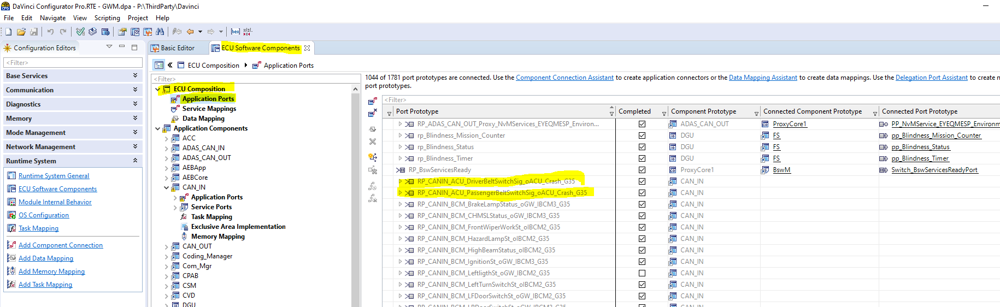 DaVinci Configurator Pro.RTE - GWM.dpa - P:\ThirdParty\Davinci
File Edit Navigate View Scripting Project Help
Configuration Editors
<Filter>
Base Services
Communication
Diagnostics
Memory
Mode Management
Network Management
Runtime System
Runtime System General
ECU Software Components
Module Internal Behavior
OS Configuration
Task Mapping
Add Component Connection
Add Data Mapping
Add Memory Mapping
Add Task Mapping
Basic Editor ECU Software Components
ECU Composition Application Ports
<Filter>
ECU Composition
Application Ports
Service Mappings
Data Mapping
Application Components
ACC
ADAS_CAN_IN
ADAS_CAN_OUT
AEBApp
AEBCore
CAN_IN
Application Ports
Service Ports
Task Mapping
Exclusive Area Implementation
Memory Mapping
CAN_OUT
Coding_Manager
Com_Mgr
CPAB
CSM
CVD
DGU
1044 of 1781 port prototypes are connected. Use the Component Connection Assistant to create application connectors or the Data Mapping Assistant to create data mappings. Use the Delegation Port Assistant to create n
port prototypes.
<Filter>
Port Prototype Completed Component Prototype Connected Component Prototype Connected Port Prototype
RP_ADAS_CAN_OUT_Proxy_NvMServices_EYEQMESP_Environ... ADAS_CAN_OUT ProxyCore1 PP_NvMService_EYEQMESP_Environm
rp_Blindness_Mission_Counter DGU FS pp_Blindness_Mission_Counter
rp_Blindness_Status DGU FS pp_Blindness_Status
rp_Blindness_Timer DGU FS pp_Blindness_Timer
RP_BswServicesReady ProxyCore1 BswM Switch_BswServicesReadyPort
RP_CANIN_ACU_DriverBeltSwitchSig_oACU_Crash_G35 CAN_IN
RP_CANIN_ACU_PassengerBeltSwitchSig_oACU_Crash_G35 CAN_IN
RP_CANIN_BCM_BrakeLampStatus_oGW_IBCM3_G35 CAN_IN
RP_CANIN_BCM_CHMSLStatus_oGW_IBCM3_G35 CAN_IN
RP_CANIN_BCM_FrontWiperWorkSt_oIBCM2_G35 CAN_IN
RP_CANIN_BCM_HazardLampSt_oIBCM2_G35 CAN_IN
RP_CANIN_BCM_HighBeamStatus_oIBCM2_G35 CAN_IN
RP_CANIN_BCM_IgnitionSt_oGW_IBCM3_G35 CAN_IN
RP_CANIN_BCM_LeftligthSt_oGW_IBCM2_G35 CAN_IN
RP_CANIN_BCM_LeftTurnSwitchSt_oIBCM2_G35 CAN_IN
RP_CANIN_BCM_LFDoorSwitchSt_oGW_IBCM2_G35 CAN_IN